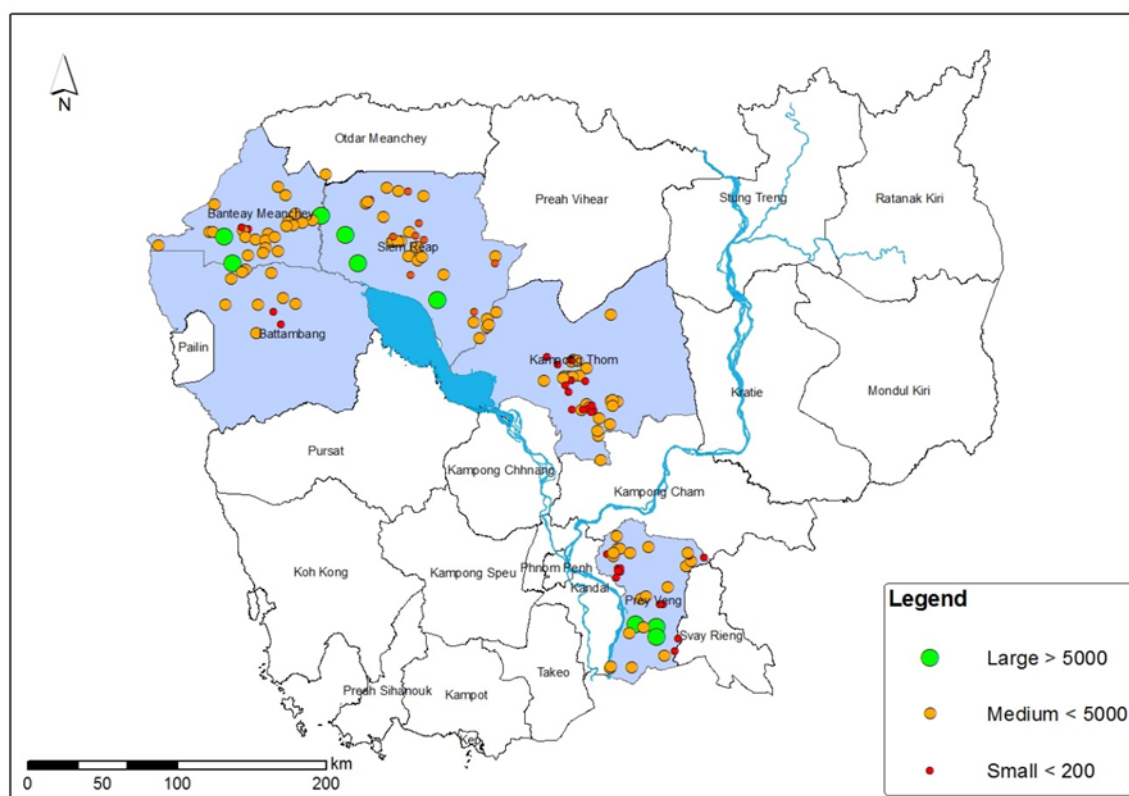 N
Otdar Meanchey
Preah Vihear
Stung Treng
Ratanak Kiri
Banteay Meanchey
Siem Reap
Battambang
Pailin
Kampong Thom
Kratie
Mondul Kiri
Pursat
Kampong Chhnang
Kampong Cham
Koh Kong
Kampong Speu
Phnom Penh
Kandal
Prey Veng
Svay Rieng
Takeo
Preah Sihanouk
Kampot
Kep
km
0 50 100 200
Legend
Large > 5000
Medium < 5000
Small < 200